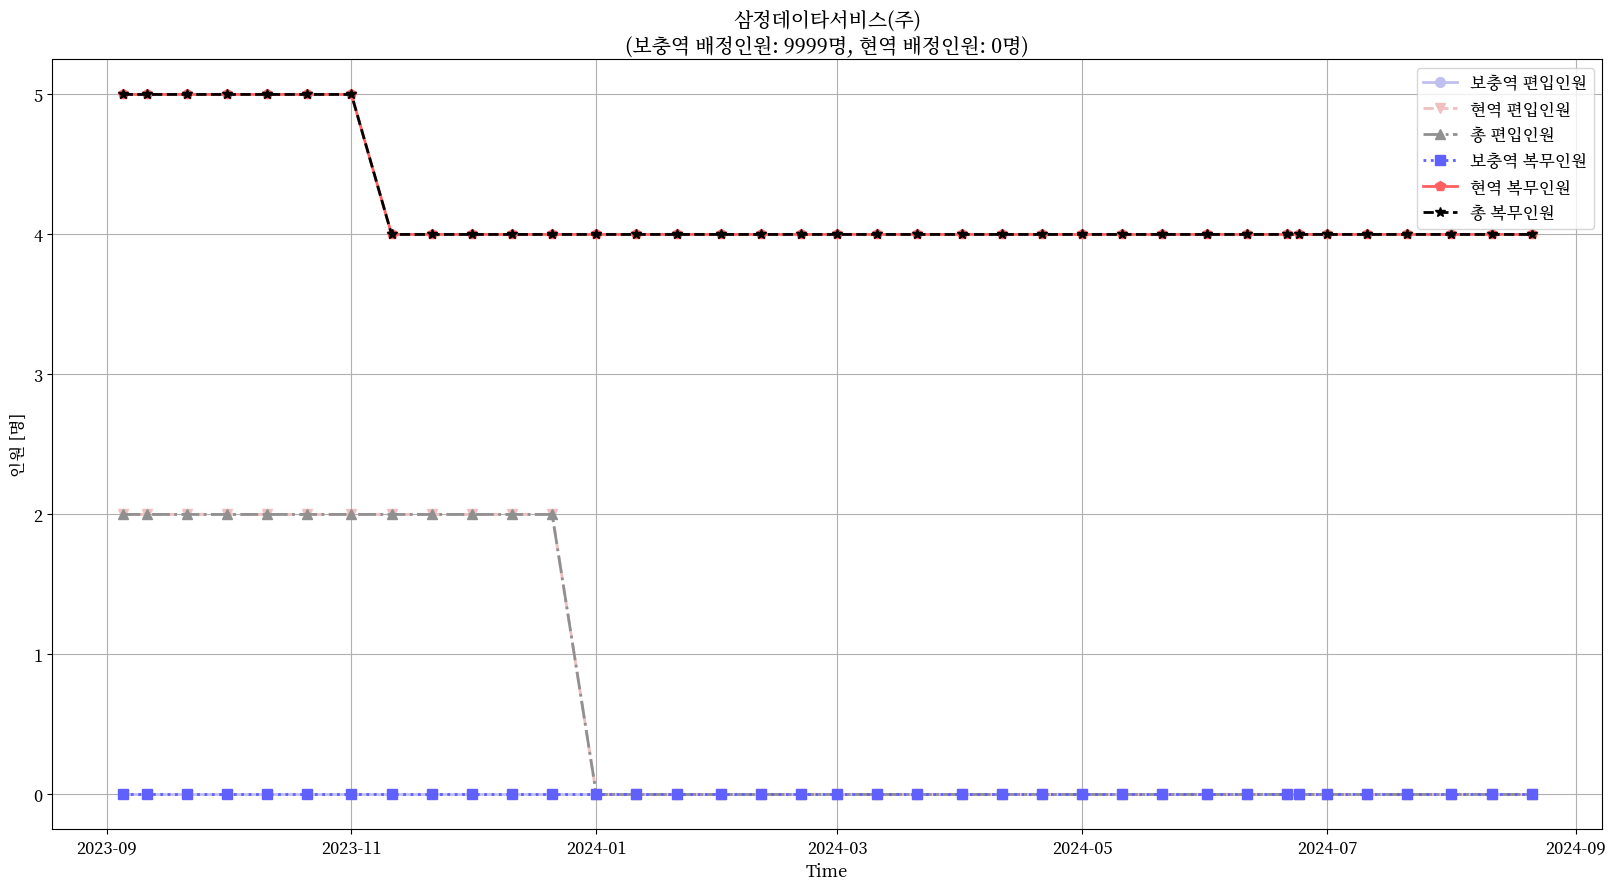 삼정데이타서비스(주)
(보충역 배정인원: 9999명, 현역 배정인원: 0명)
보충역 편입인원
현역 편입인원
총 편입인원
보충역 복무인원
현역 복무인원
총 복무인원
인원 [명]
5
4
3
2
1
0
2023-09
2023-11
2024-01
2024-03
2024-05
2024-07
2024-09
Time